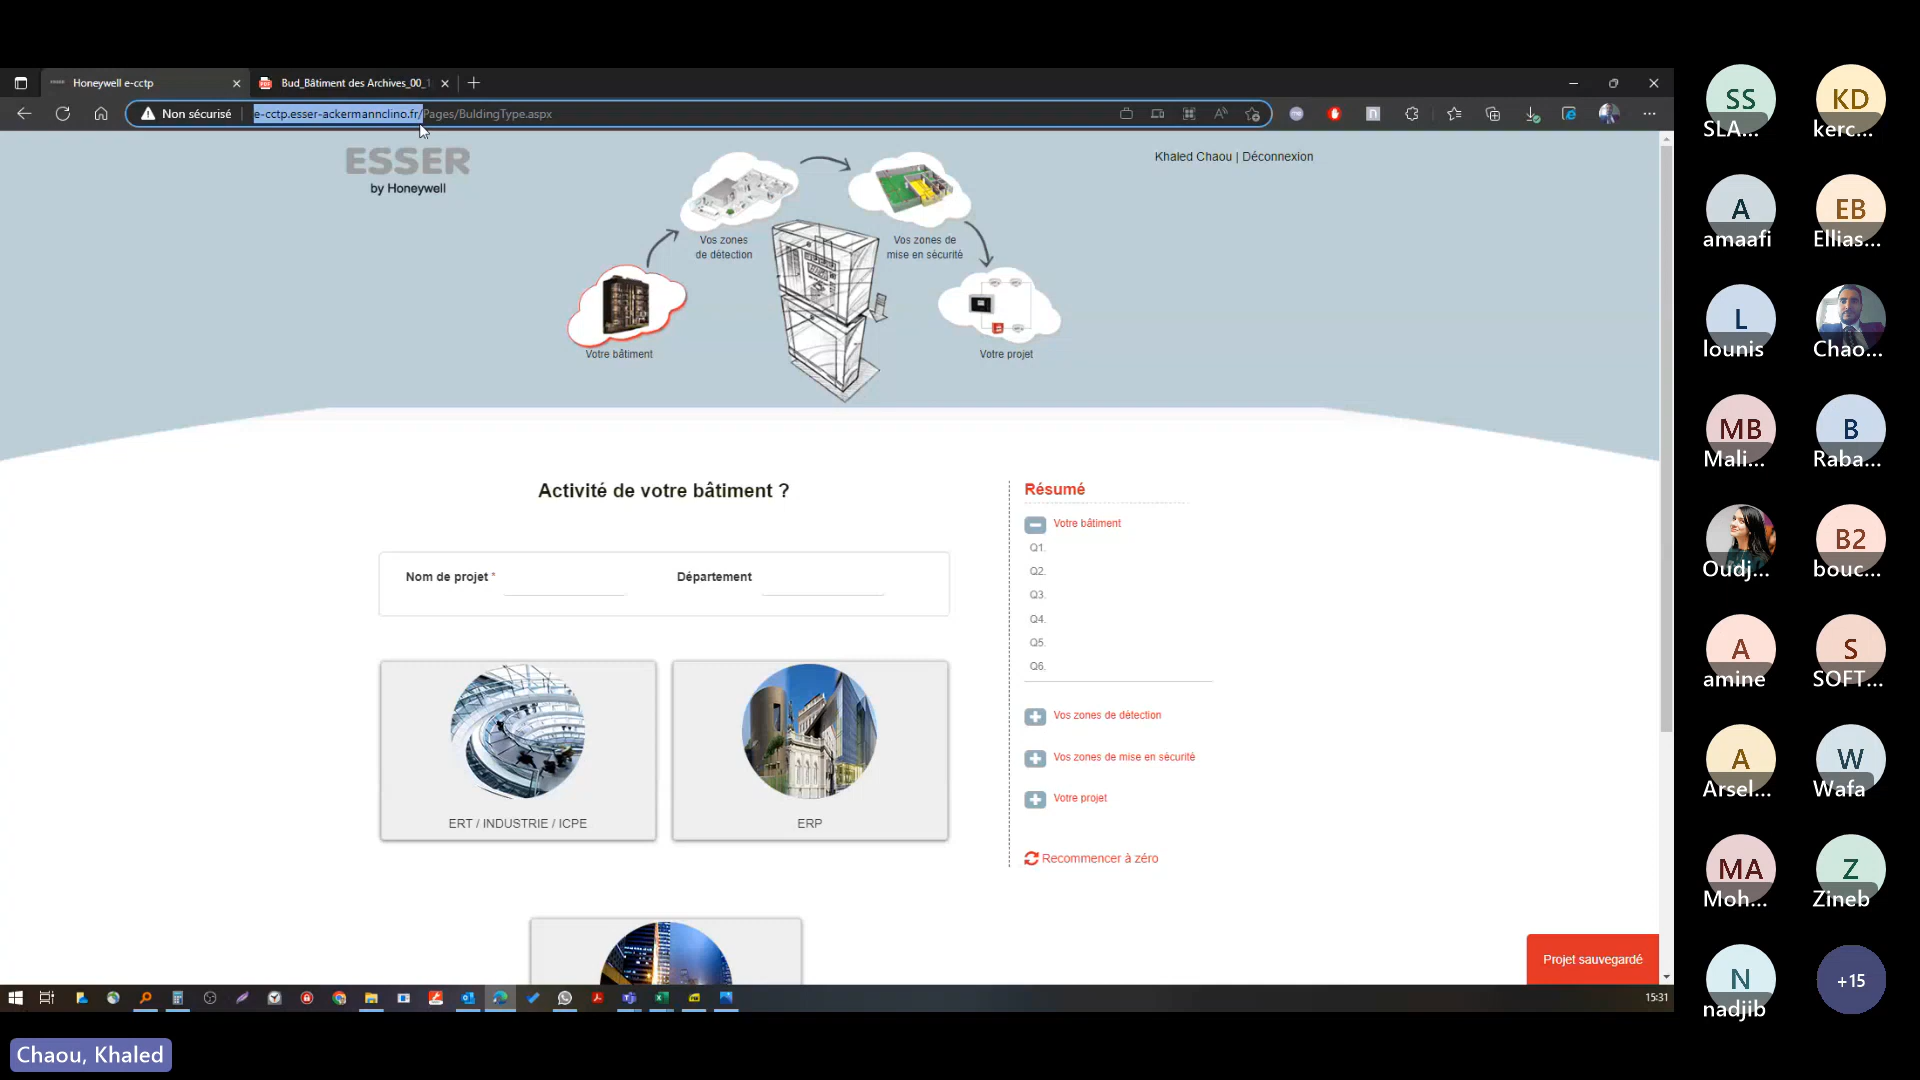 Honeywell e-cctp
Bud_Bâtiment des Archives_00_1
Non sécurisé
e-cctp.esser-ackermannclino.fr/Pages/BuldingType.aspx
ESSER
by Honeywell
Khaled Chaou | Déconnexion
Vos zones
de détection
Vos zones de
mise en sécurité
Votre bâtiment
Votre projet
Activité de votre bâtiment ?
Nom de projet *
Département
ERT / INDUSTRIE / ICPE
ERP
Résumé
Votre bâtiment
Q1.
Q2.
Q3.
Q4.
Q5.
Q6.
Vos zones de détection
Vos zones de mise en sécurité
Votre projet
Recommencer à zéro
Projet sauvegardé
15:31
Chaou, Khaled
SS
SLA...
KD
kerc...
A
amaafi
EB
Ellias...
L
lounis
Chao...
MB
Mali...
B
Raba...
Oudj...
B2
bouc...
A
amine
S
SOFT...
A
Arsel...
W
Wafa
MA
Moh...
Z
Zineb
N
nadjib
+15